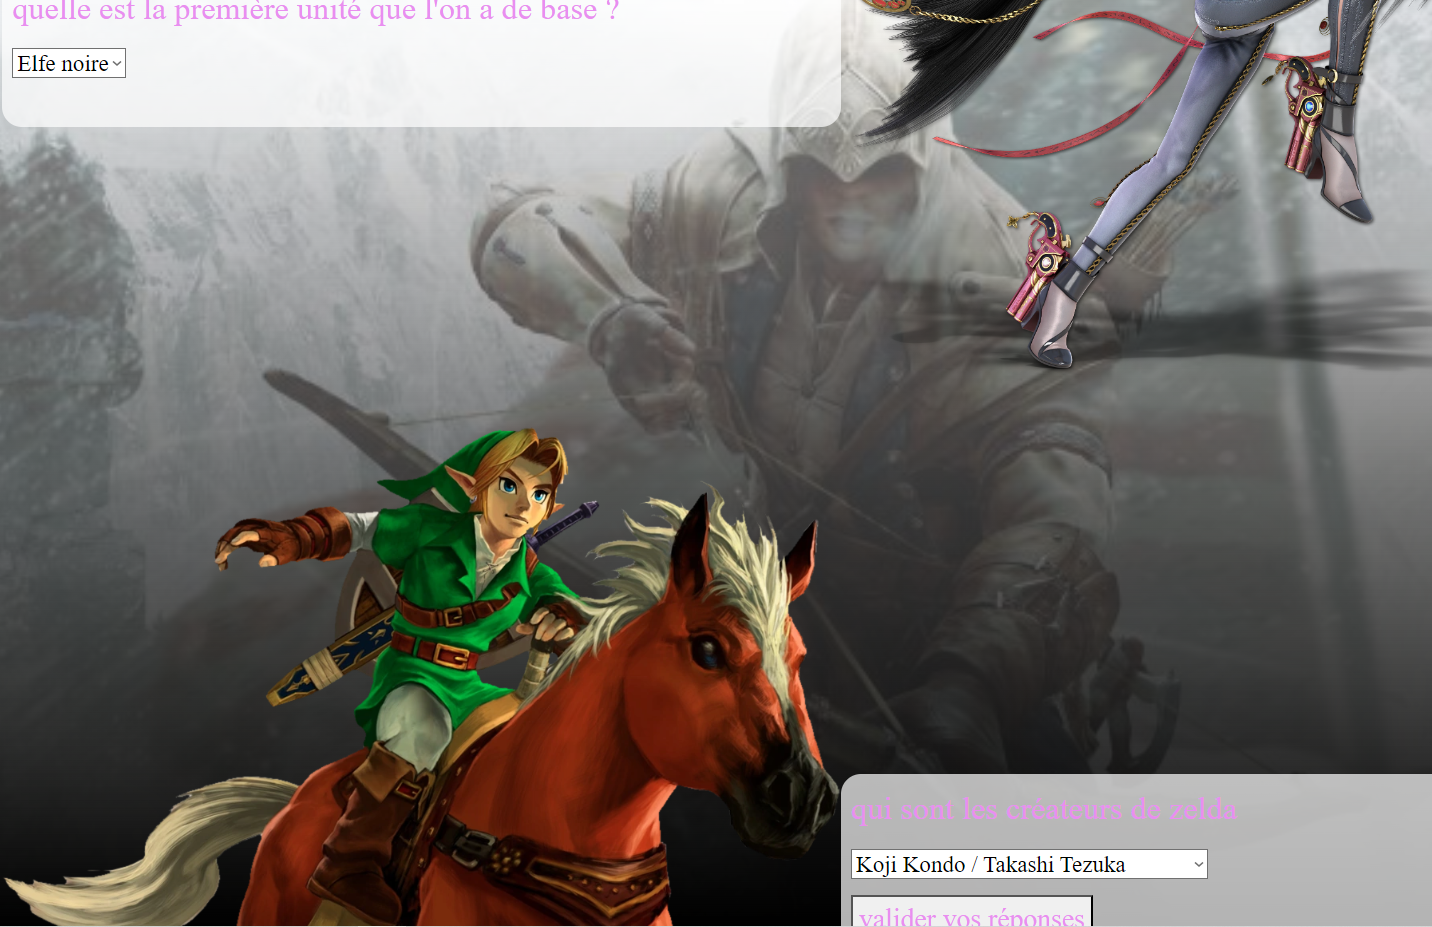 quelle est la première unité que l'on a de base ?
Elfe noire
qui sont les créateurs de zelda
Koji Kondo / Takashi Tezuka
valider vos réponses